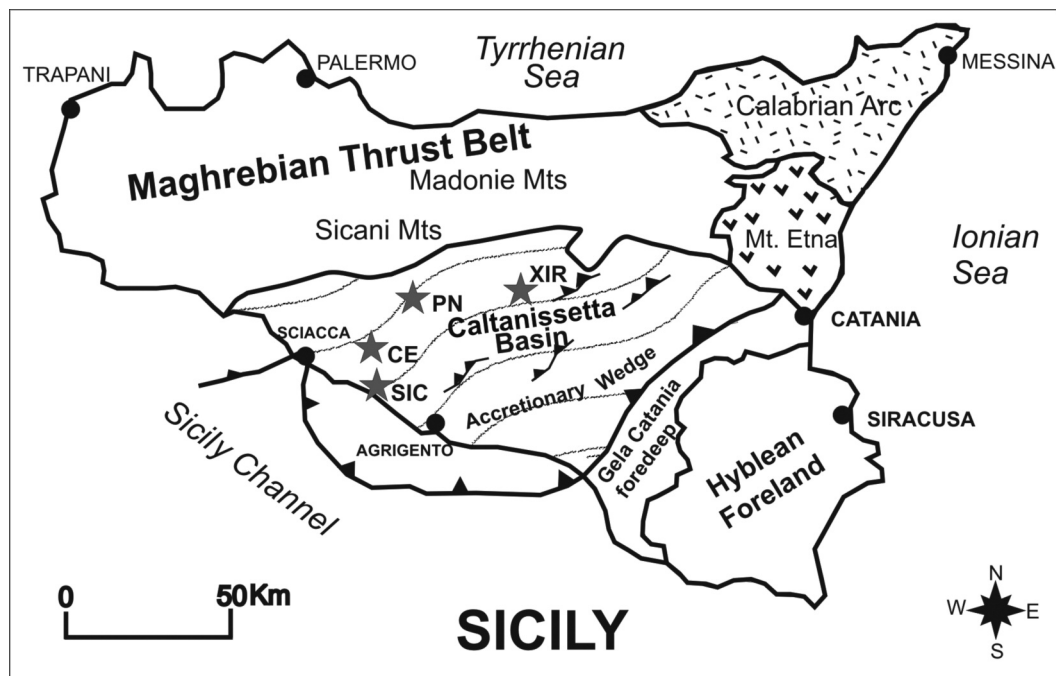 Tyrrhenian
Sea
TRAPANI
PALERMO
MESSINA
Calabrian Arc
Maghrebian Thrust Belt
Madonie Mts
Sicani Mts
Mt. Etna
Ionian
Sea
XIR
PN
Caltanissetta
Basin
CATANIA
SCIACCA
CE
SIC
Accretionary Wedge
AGRIGENTO
Gela Catania
foredeep
SIRACUSA
Hyblean
Foreland
Sicily Channel
0 50Km
SICILY
N
W E
S